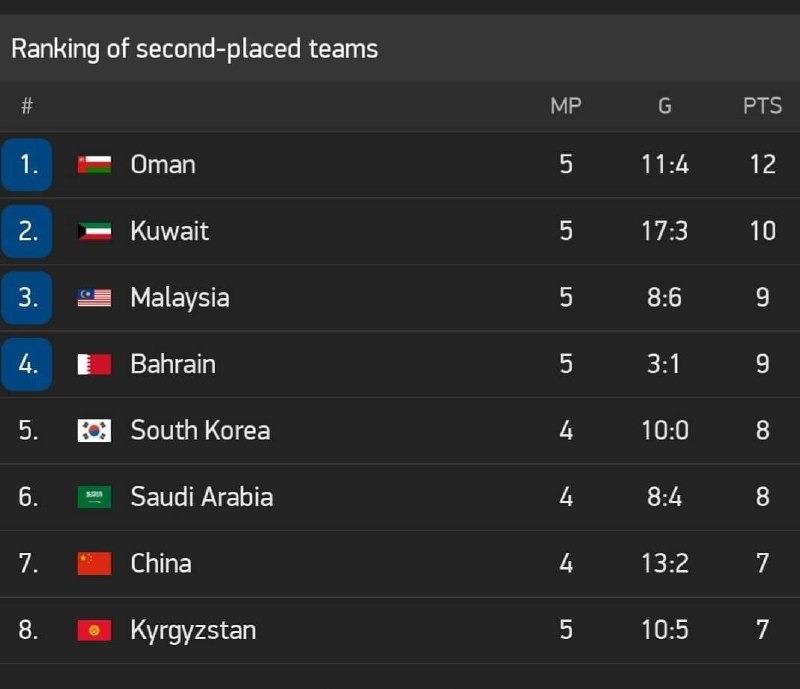 Ranking of second-placed teams
# MP G PTS
1. Oman 5 11:4 12
2. Kuwait 5 17:3 10
3. Malaysia 5 8:6 9
4. Bahrain 5 3:1 9
5. South Korea 4 10:0 8
6. Saudi Arabia 4 8:4 8
7. China 4 13:2 7
8. Kyrgyzstan 5 10:5 7